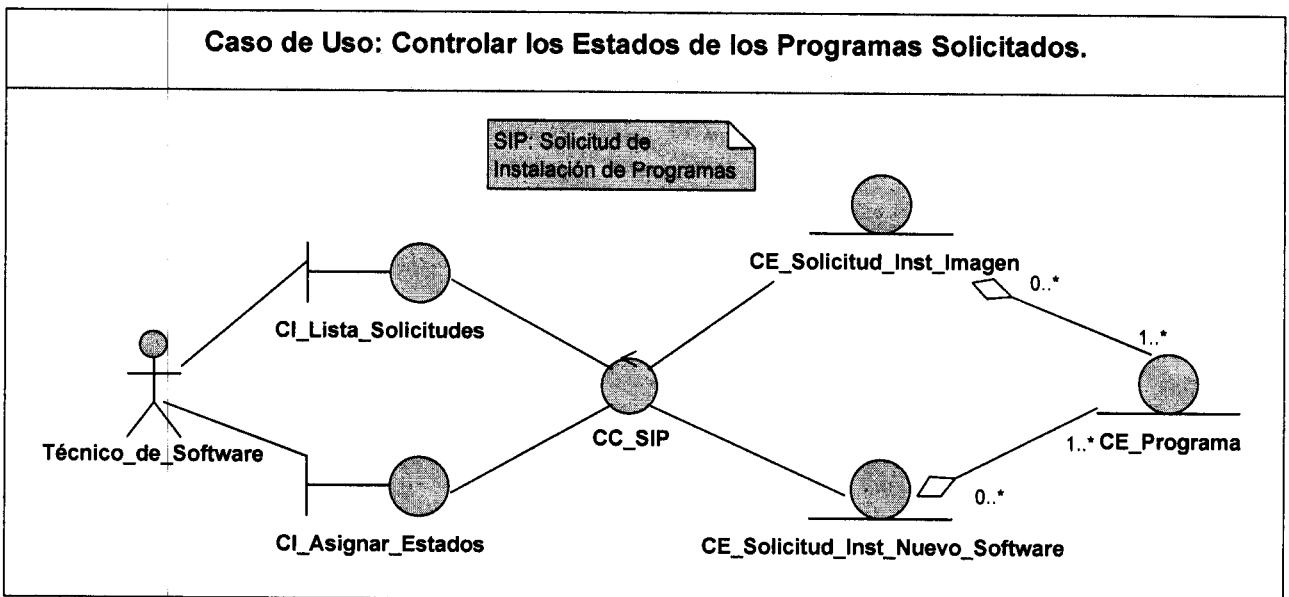 Caso de Uso: Controlar los Estados de los Programas Solicitados.
SIP: Solicitud de
Instalación de Programas
CE_Solicitud_Inst_Imagen
0..*
CI_Lista_Solicitudes
1..*
Técnico_de_Software
CC_SIP
1..* CE_Programa
0..*
CI_Asignar_Estados
CE_Solicitud_Inst_Nuevo_Software